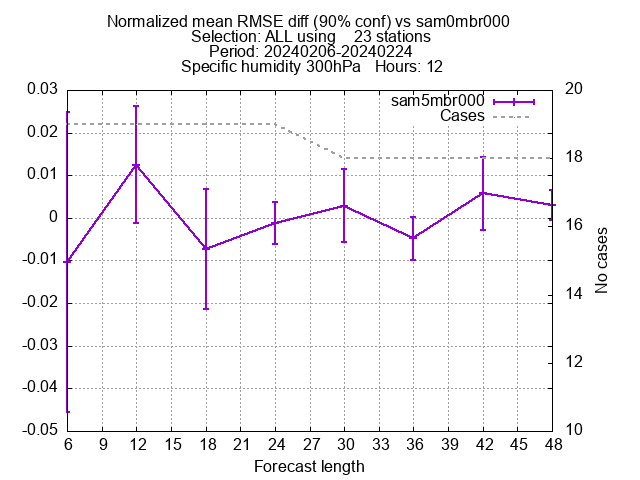 Normalized mean RMSE diff (90% conf) vs sam0mbr000
Selection: ALL using    23 stations
Period: 20240206-20240224
Specific humidity 300hPa   Hours: 12
sam5mbr000
Cases
0.03
0.02
0.01
0
-0.01
-0.02
-0.03
-0.04
-0.05
20
18
16
14
12
10
No cases
6 9 12 15 18 21 24 27 30 33 36 39 42 45 48
Forecast length